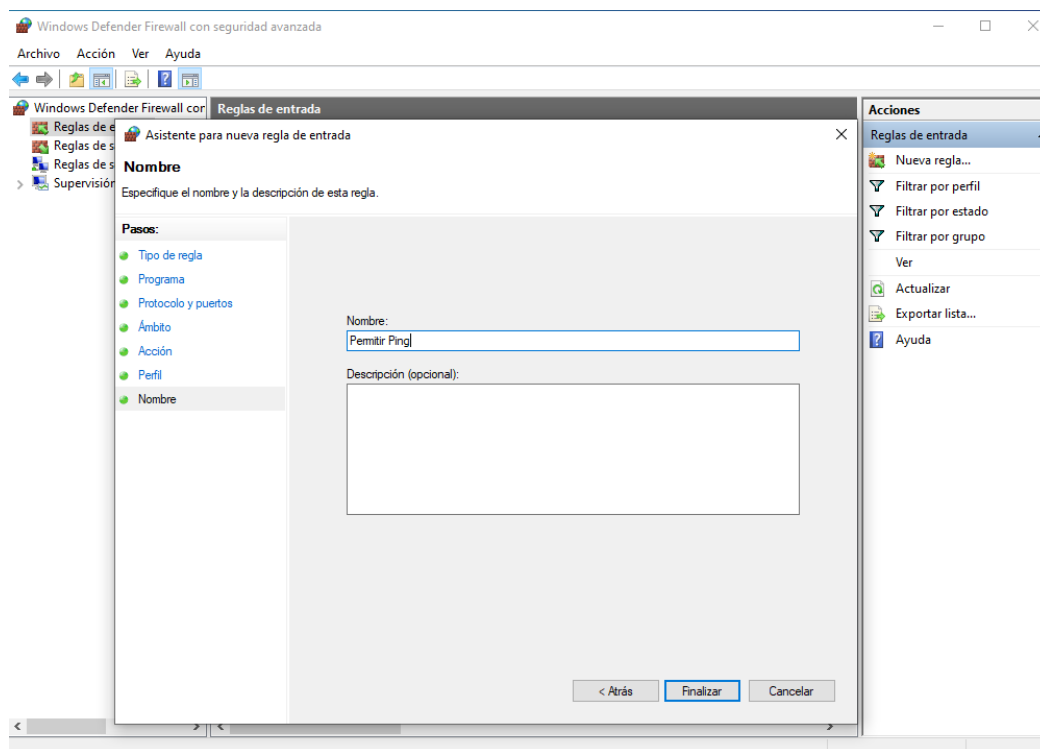 Windows Defender Firewall con seguridad avanzada
Archivo Acción Ver Ayuda
Windows Defender Firewall con
Reglas de e
Reglas de s
Reglas de s
Supervisión
Reglas de entrada
Asistente para nueva regla de entrada
Nombre
Especifique el nombre y la descripción de esta regla.
Pasos:
Tipo de regla
Programa
Protocolo y puertos
Ámbito
Acción
Perfil
Nombre
Nombre:
Permitir Ping
Descripción (opcional):
< Atrás Finalizar Cancelar
Acciones
Reglas de entrada
Nueva regla...
Filtrar por perfil
Filtrar por estado
Filtrar por grupo
Ver
Actualizar
Exportar lista...
Ayuda